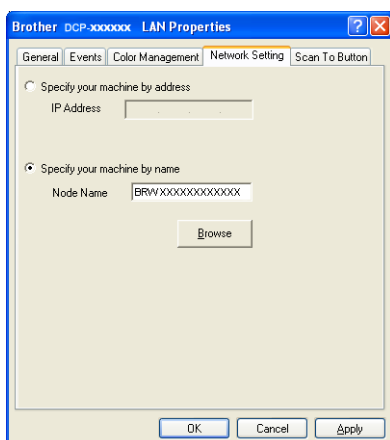 Brother DCP-xxxxxx LAN Properties
General Events Color Management Network Setting Scan To Button
Specify your machine by address
IP Address . . .
Specify your machine by name
Node Name BRWXXXXXXXXXXXX
Browse
OK Cancel Apply